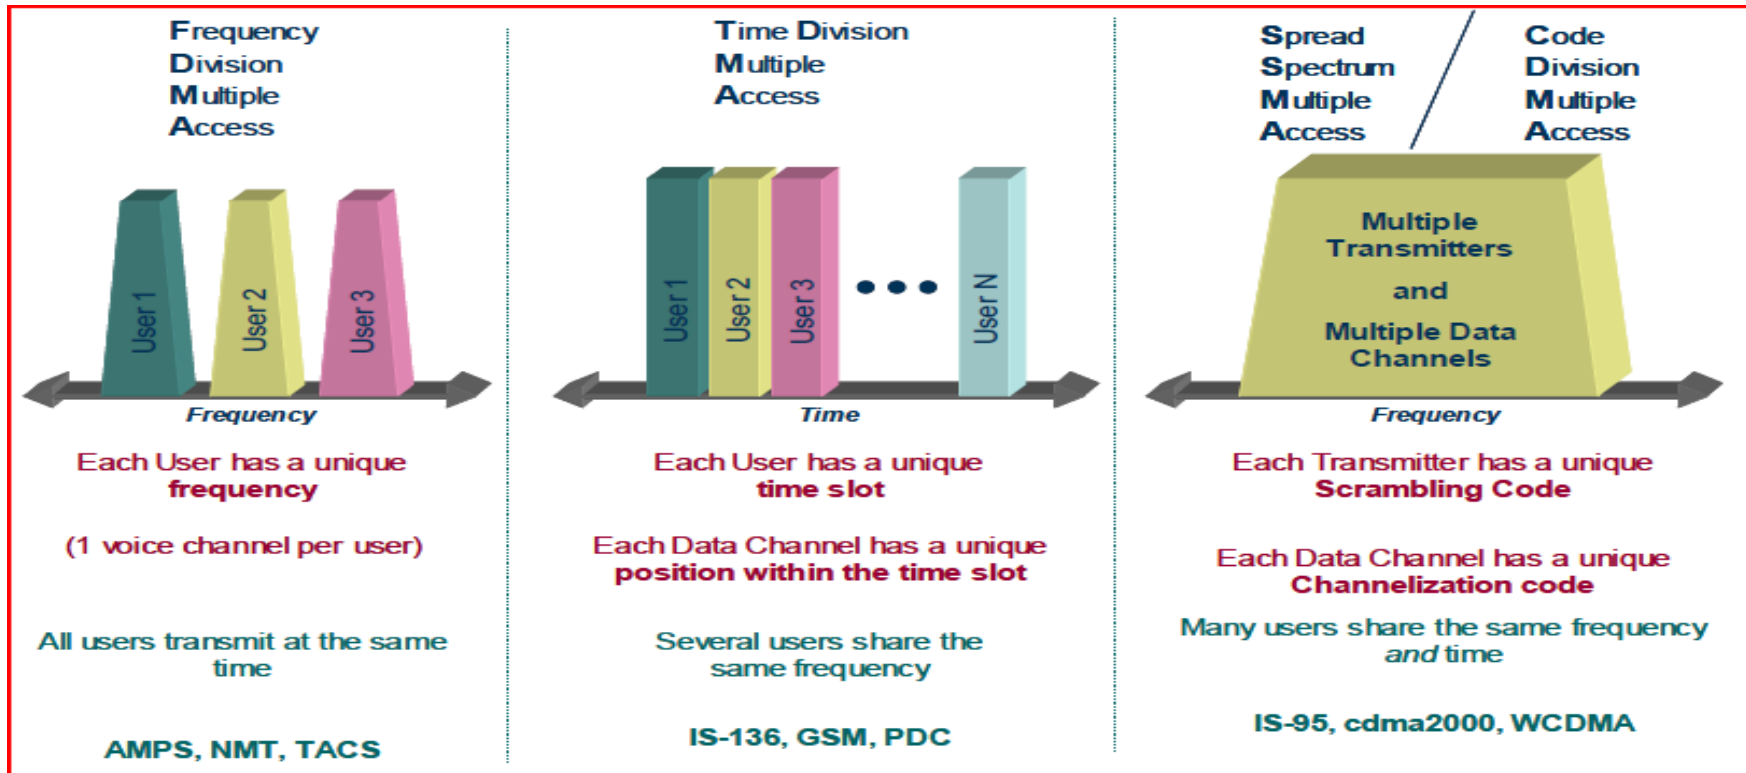 Frequency
Division
Multiple
Access
User 1
User 2
User 3
Frequency
Each User has a unique
frequency
(1 voice channel per user)
All users transmit at the same
time
AMPS, NMT, TACS
Time Division
Multiple
Access
User 1
User 2
User 3
User N
Time
Each User has a unique
time slot
Each Data Channel has a unique
position within the time slot
Several users share the
same frequency
IS-136, GSM, PDC
Spread
Spectrum
Multiple
Access
Code
Division
Multiple
Access
Multiple
Transmitters
and
Multiple Data
Channels
Frequency
Each Transmitter has a unique
Scrambling Code
Each Data Channel has a unique
Channelization code
Many users share the same frequency
and time
IS-95, cdma2000, WCDMA